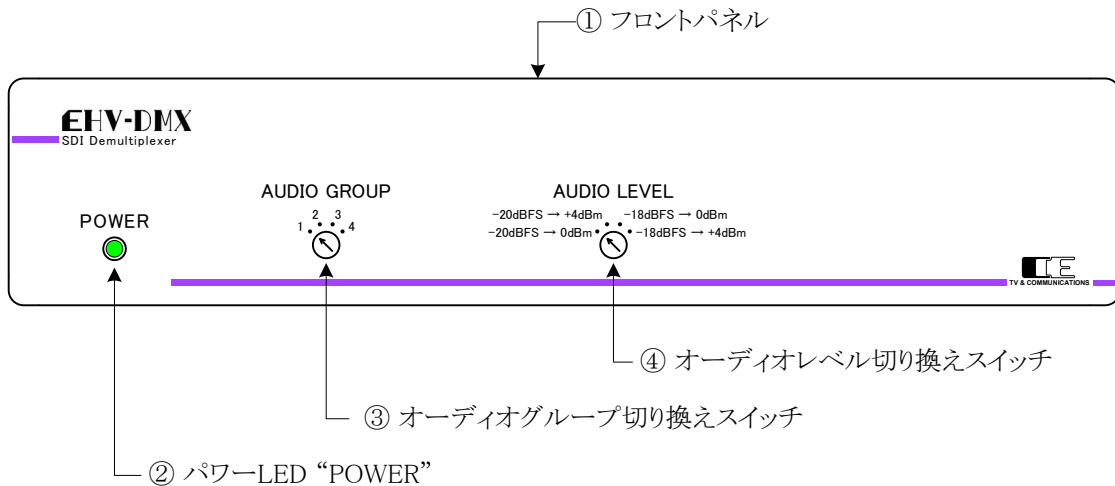 ① フロントパネル
EHV-DMX
SDI Demultiplexer
AUDIO GROUP
AUDIO LEVEL
POWER
1 2 3 4
-20dBFS → +4dBm
-18dBFS → 0dBm
-20dBFS → 0dBm
-18dBFS → +4dBm
TV & COMMUNICATIONS
④ オーディオレベル切り換えスイッチ
③ オーディオグループ切り換えスイッチ
② パワーLED “POWER”